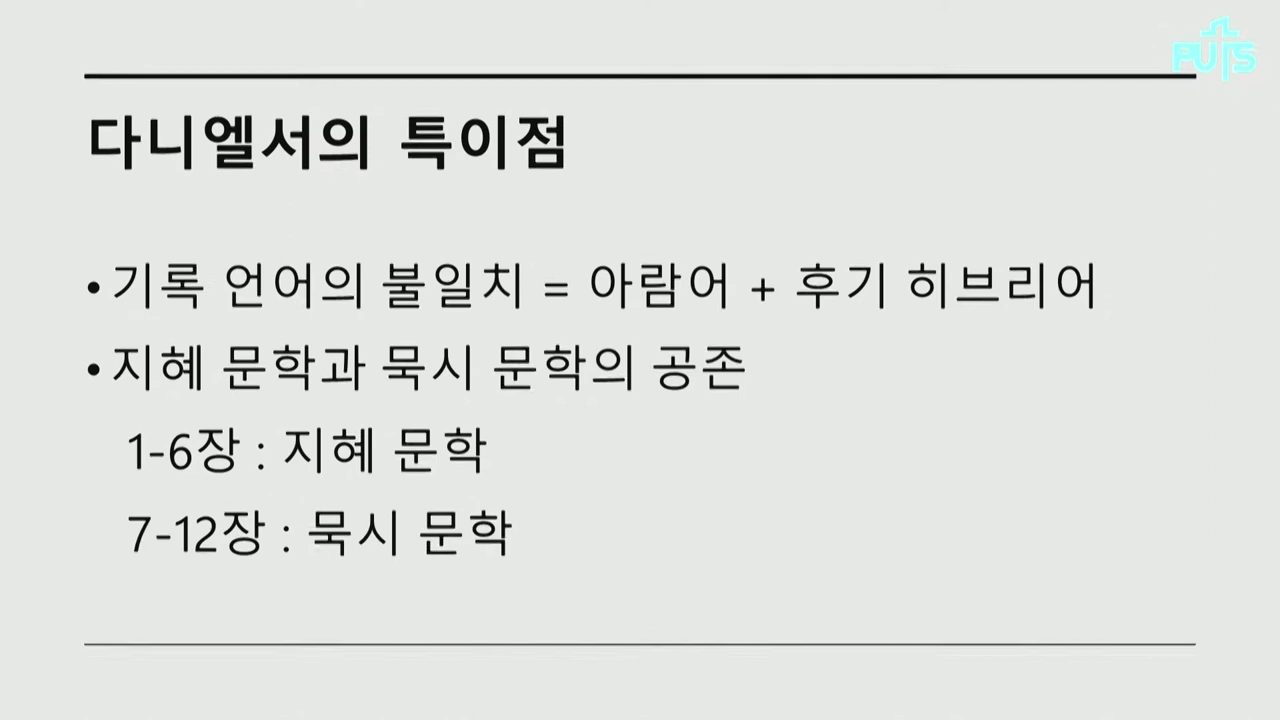 PUTS
다니엘서의 특이점
• 기록 언어의 불일치 = 아람어 + 후기 히브리어
• 지혜 문학과 묵시 문학의 공존
1-6장 : 지혜 문학
7-12장 : 묵시 문학